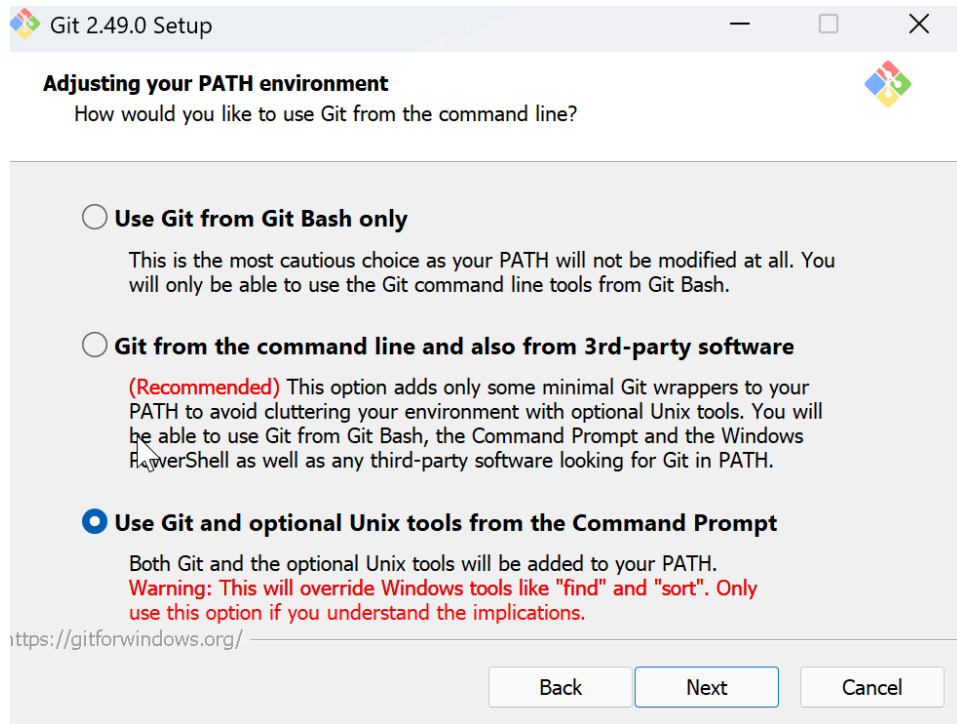 Git 2.49.0 Setup
Adjusting your PATH environment
How would you like to use Git from the command line?
Use Git from Git Bash only
This is the most cautious choice as your PATH will not be modified at all. You
will only be able to use the Git command line tools from Git Bash.
Git from the command line and also from 3rd-party software
(Recommended) This option adds only some minimal Git wrappers to your
PATH to avoid cluttering your environment with optional Unix tools. You will
be able to use Git from Git Bash, the Command Prompt and the Windows
PowerShell as well as any third-party software looking for Git in PATH.
Use Git and optional Unix tools from the Command Prompt
Both Git and the optional Unix tools will be added to your PATH.
Warning: This will override Windows tools like "find" and "sort". Only
use this option if you understand the implications.
https://gitforwindows.org/
Back Next Cancel